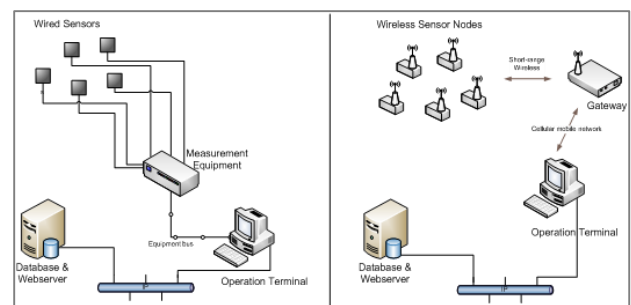 Wired Sensors
Measurement
Equipment
Equipment bus
Database &
Webserver
Operation Terminal
IP
Wireless Sensor Nodes
Short-range
Wireless
Gateway
Cellular mobile network
Operation Terminal
Database &
Webserver
IP